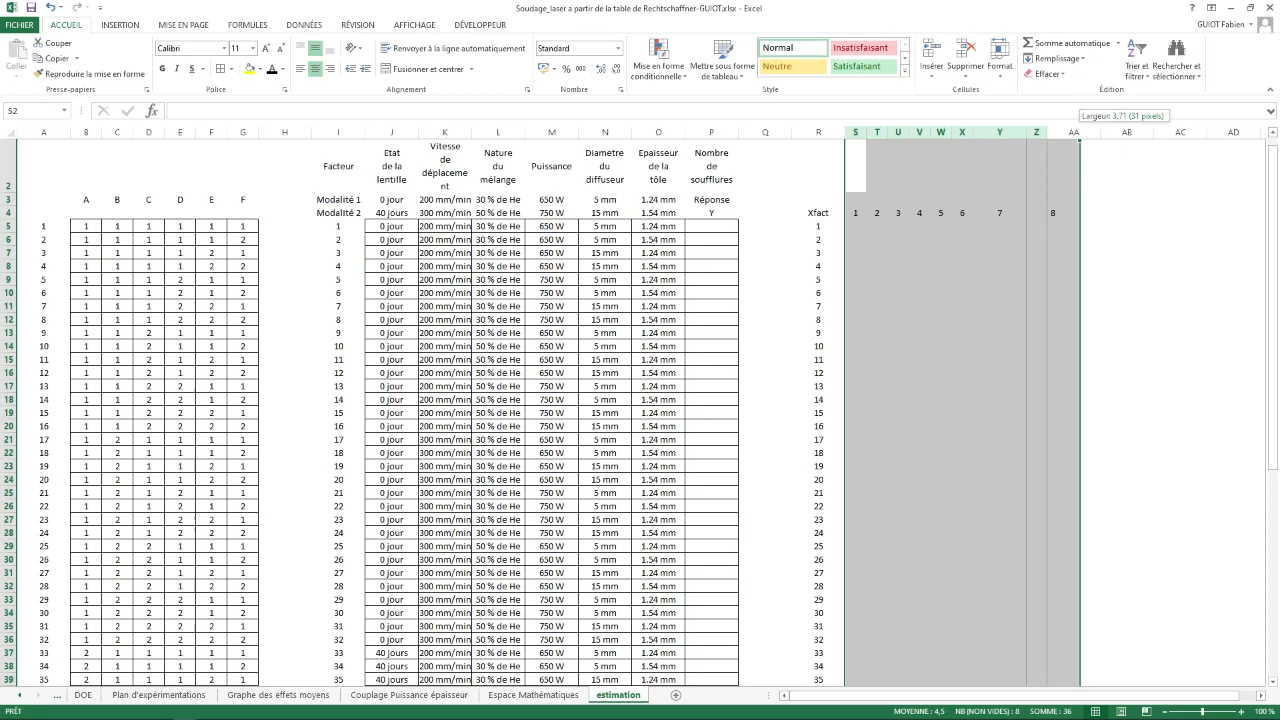 Soudage_laser a partir de la table de Rechtschaffner-GUIOT.xlsx - Excel
FICHIER ACCUEIL INSERTION MISE EN PAGE FORMULES DONNÉES RÉVISION AFFICHAGE DÉVELOPPEUR GUIOT Fabien
Coller
Couper
Copier
Reproduire la mise en forme
Presse-papiers
Calibri 11
G I S
Police
Renvoyer à la ligne automatiquement
Fusionner et centrer
Alignement
Standard
% 000
Nombre
Mise en forme conditionnelle
Mettre sous forme de tableau
Normal Insatisfaisant
Neutre Satisfaisant
Style
Insérer Supprimer Format
Cellules
Somme automatique
Remplissage
Effacer
Trier et filtrer
Rechercher et sélectionner
Édition
S2
fx
Largeur: 3,71 (31 pixels)
A B C D E F G H I J K L M N O P Q R S T U V W X Y Z AA AB AC AD
2 Facteur Etat de la lentille Vitesse de déplacement Nature du mélange Puissance Diametre du diffuseur Epaisseur de la tôle Nombre de soufflures
3 A B C D E F Modalité 1 0 jour 200 mm/min 30 % de He 650 W 5 mm 1.24 mm Réponse
4 Modalité 2 40 jours 300 mm/min 50 % de He 750 W 15 mm 1.54 mm Y Xfact 1 2 3 4 5 6 7 8
5 1 1 1 1 1 1 1 1 0 jour 200 mm/min 30 % de He 650 W 5 mm 1.24 mm 1
6 2 1 1 1 1 1 2 2 0 jour 200 mm/min 30 % de He 650 W 5 mm 1.54 mm 2
7 3 1 1 1 1 2 1 3 0 jour 200 mm/min 30 % de He 650 W 15 mm 1.24 mm 3
8 4 1 1 1 1 2 2 4 0 jour 200 mm/min 30 % de He 650 W 15 mm 1.54 mm 4
9 5 1 1 1 2 1 1 5 0 jour 200 mm/min 30 % de He 750 W 5 mm 1.24 mm 5
10 6 1 1 1 2 1 2 6 0 jour 200 mm/min 30 % de He 750 W 5 mm 1.54 mm 6
11 7 1 1 1 2 2 1 7 0 jour 200 mm/min 30 % de He 750 W 15 mm 1.24 mm 7
12 8 1 1 1 2 2 2 8 0 jour 200 mm/min 30 % de He 750 W 15 mm 1.54 mm 8
13 9 1 1 2 1 1 1 9 0 jour 200 mm/min 50 % de He 650 W 5 mm 1.24 mm 9
14 10 1 1 2 1 1 2 10 0 jour 200 mm/min 50 % de He 650 W 5 mm 1.54 mm 10
15 11 1 1 2 1 2 1 11 0 jour 200 mm/min 50 % de He 650 W 15 mm 1.24 mm 11
16 12 1 1 2 1 2 2 12 0 jour 200 mm/min 50 % de He 650 W 15 mm 1.54 mm 12
17 13 1 1 2 2 1 1 13 0 jour 200 mm/min 50 % de He 750 W 5 mm 1.24 mm 13
18 14 1 1 2 2 1 2 14 0 jour 200 mm/min 50 % de He 750 W 5 mm 1.54 mm 14
19 15 1 1 2 2 2 1 15 0 jour 200 mm/min 50 % de He 750 W 15 mm 1.24 mm 15
20 16 1 1 2 2 2 2 16 0 jour 200 mm/min 50 % de He 750 W 15 mm 1.54 mm 16
21 17 1 2 1 1 1 1 17 0 jour 300 mm/min 30 % de He 650 W 5 mm 1.24 mm 17
22 18 1 2 1 1 1 2 18 0 jour 300 mm/min 30 % de He 650 W 5 mm 1.54 mm 18
23 19 1 2 1 1 2 1 19 0 jour 300 mm/min 30 % de He 650 W 15 mm 1.24 mm 19
24 20 1 2 1 1 2 2 20 0 jour 300 mm/min 30 % de He 650 W 15 mm 1.54 mm 20
25 21 1 2 1 2 1 1 21 0 jour 300 mm/min 30 % de He 750 W 5 mm 1.24 mm 21
26 22 1 2 1 2 1 2 22 0 jour 300 mm/min 30 % de He 750 W 5 mm 1.54 mm 22
27 23 1 2 1 2 2 1 23 0 jour 300 mm/min 30 % de He 750 W 15 mm 1.24 mm 23
28 24 1 2 1 2 2 2 24 0 jour 300 mm/min 30 % de He 750 W 15 mm 1.54 mm 24
29 25 1 2 2 1 1 1 25 0 jour 300 mm/min 50 % de He 650 W 5 mm 1.24 mm 25
30 26 1 2 2 1 1 2 26 0 jour 300 mm/min 50 % de He 650 W 5 mm 1.54 mm 26
31 27 1 2 2 1 2 1 27 0 jour 300 mm/min 50 % de He 650 W 15 mm 1.24 mm 27
32 28 1 2 2 1 2 2 28 0 jour 300 mm/min 50 % de He 650 W 15 mm 1.54 mm 28
33 29 1 2 2 2 1 1 29 0 jour 300 mm/min 50 % de He 750 W 5 mm 1.24 mm 29
34 30 1 2 2 2 1 2 30 0 jour 300 mm/min 50 % de He 750 W 5 mm 1.54 mm 30
35 31 1 2 2 2 2 1 31 0 jour 300 mm/min 50 % de He 750 W 15 mm 1.24 mm 31
36 32 1 2 2 2 2 2 32 0 jour 300 mm/min 50 % de He 750 W 15 mm 1.54 mm 32
37 33 2 1 1 1 1 1 33 40 jours 200 mm/min 30 % de He 650 W 5 mm 1.24 mm 33
38 34 2 1 1 1 1 2 34 40 jours 200 mm/min 30 % de He 650 W 5 mm 1.54 mm 34
39 35 2 1 1 1 2 1 35 40 jours 200 mm/min 30 % de He 650 W 15 mm 1.24 mm 35
... DOE Plan d'expérimentations Graphe des effets moyens Couplage Puissance épaisseur Espace Mathématiques estimation
PRÊT MOYENNE : 4,5 NB (NON VIDES) : 8 SOMME : 36 100 %